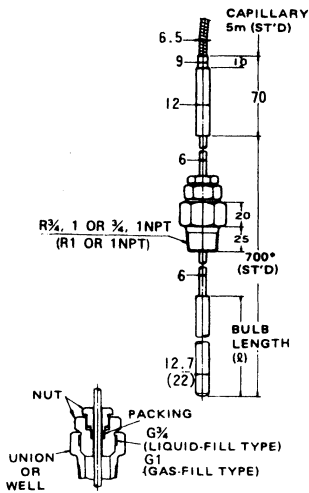 CAPILLARY
5m (ST'D)
6.5
9
10
12
70
6
20
R¾, 1 OR ¾, 1NPT
(R1 OR 1NPT)
25
700*
(ST'D)
6
BULB
LENGTH
(ℓ)
12.7
(22)
NUT
PACKING
G¾
(LIQUID-FILL TYPE)
G1
(GAS-FILL TYPE)
UNION
OR
WELL